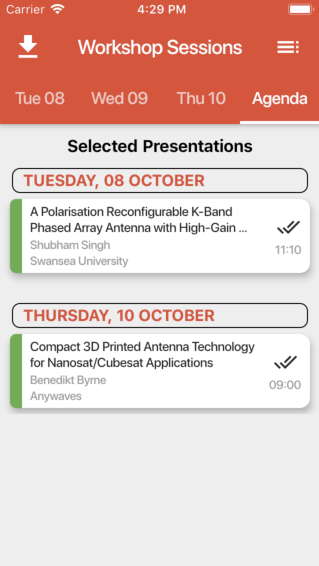 Carrier 4:29 PM
Workshop Sessions
Tue 08 Wed 09 Thu 10 Agenda
Selected Presentations
TUESDAY, 08 OCTOBER
A Polarisation Reconfigurable K-Band
Phased Array Antenna with High-Gain ...
Shubham Singh
11:10
Swansea University
THURSDAY, 10 OCTOBER
Compact 3D Printed Antenna Technology
for Nanosat/Cubesat Applications
Benedikt Byrne
09:00
Anywaves